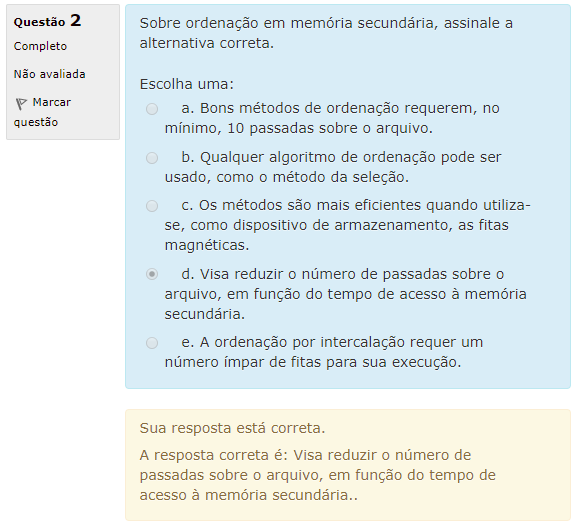 Questão 2
Completo
Não avaliada
Marcar
questão
Sobre ordenação em memória secundária, assinale a
alternativa correta.
Escolha uma:
a. Bons métodos de ordenação requerem, no
mínimo, 10 passadas sobre o arquivo.
b. Qualquer algoritmo de ordenação pode ser
usado, como o método da seleção.
c. Os métodos são mais eficientes quando utiliza-
se, como dispositivo de armazenamento, as fitas
magnéticas.
d. Visa reduzir o número de passadas sobre o
arquivo, em função do tempo de acesso à memória
secundária.
e. A ordenação por intercalação requer um
número ímpar de fitas para sua execução.
Sua resposta está correta.
A resposta correta é: Visa reduzir o número de
passadas sobre o arquivo, em função do tempo de
acesso à memória secundária..